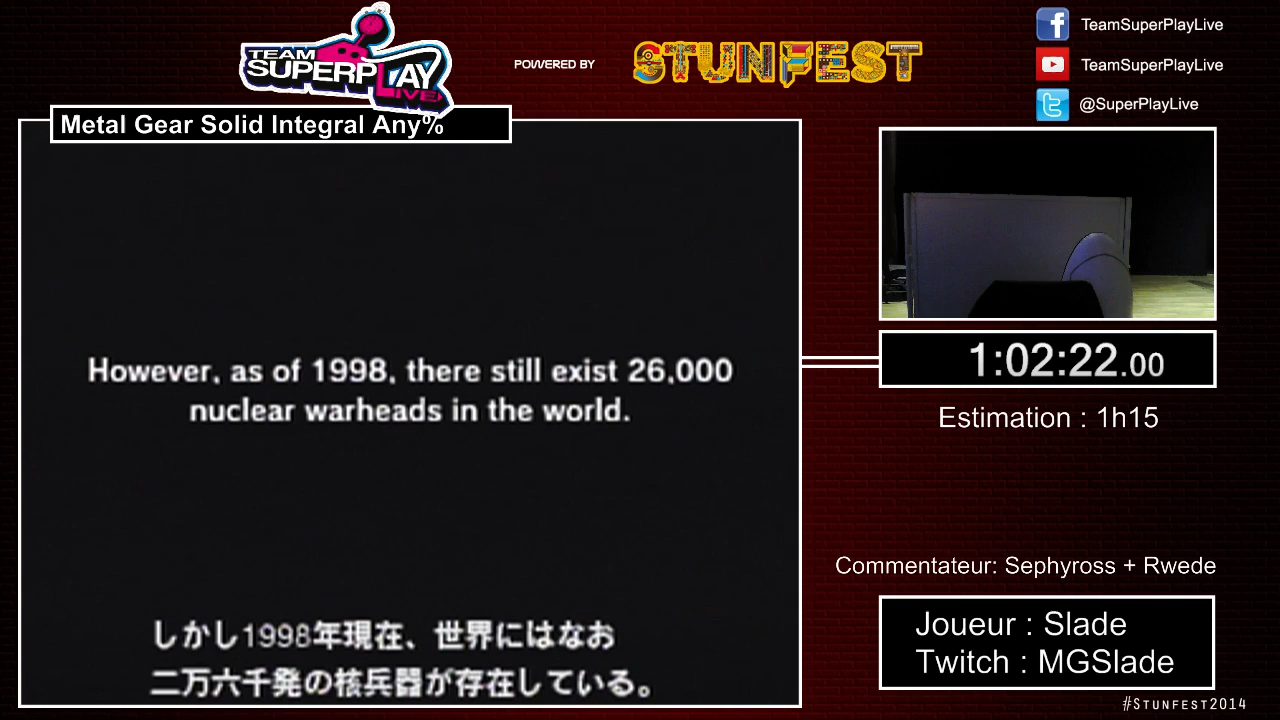 TEAM
SUPERPLAY
LIVE!
POWERED BY
STUNFEST
TeamSuperPlayLive
TeamSuperPlayLive
@SuperPlayLive
Metal Gear Solid Integral Any%
However, as of 1998, there still exist 26,000
nuclear warheads in the world.
しかし1998年現在、世界にはなお
二万六千発の核兵器が存在している。
1:02:22.00
Estimation : 1h15
Commentateur: Sephyross + Rwede
Joueur : Slade
Twitch : MGSlade
#STUNFEST2014